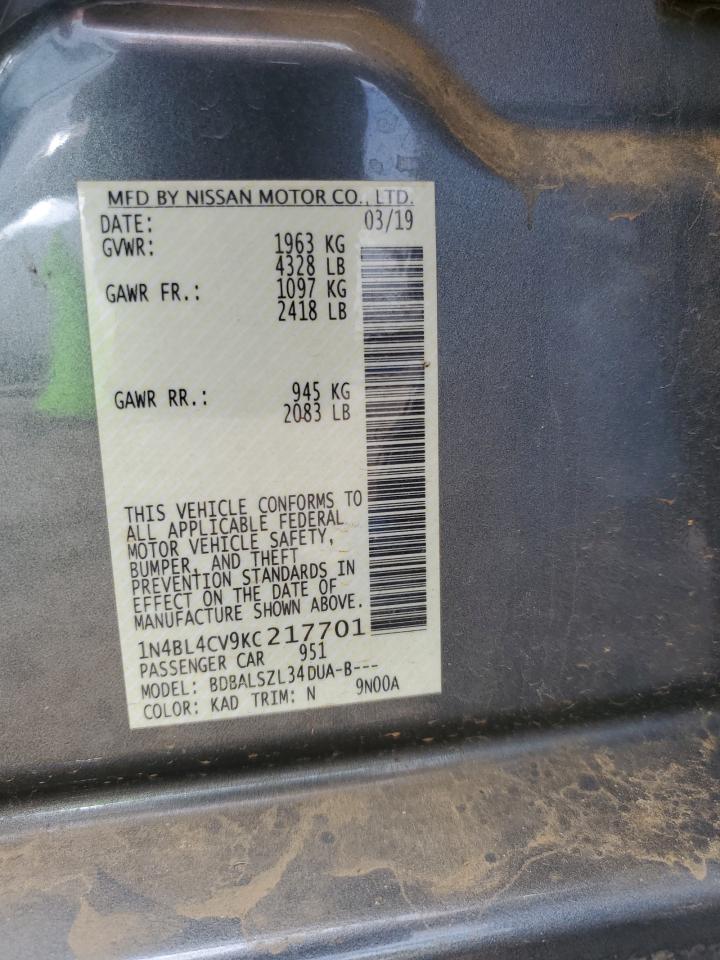 MFD BY NISSAN MOTOR CO., LTD.
DATE: 03/19
GVWR: 1963 KG
4328 LB
GAWR FR.: 1097 KG
2418 LB
GAWR RR.: 945 KG
2083 LB
THIS VEHICLE CONFORMS TO
ALL APPLICABLE FEDERAL
MOTOR VEHICLE SAFETY,
BUMPER, AND THEFT
PREVENTION STANDARDS IN
EFFECT ON THE DATE OF
MANUFACTURE SHOWN ABOVE.
1N4BL4CV9KC217701
PASSENGER CAR 951
MODEL: BDBALSZL34DUA-B---
COLOR: KAD TRIM: N 9N00A